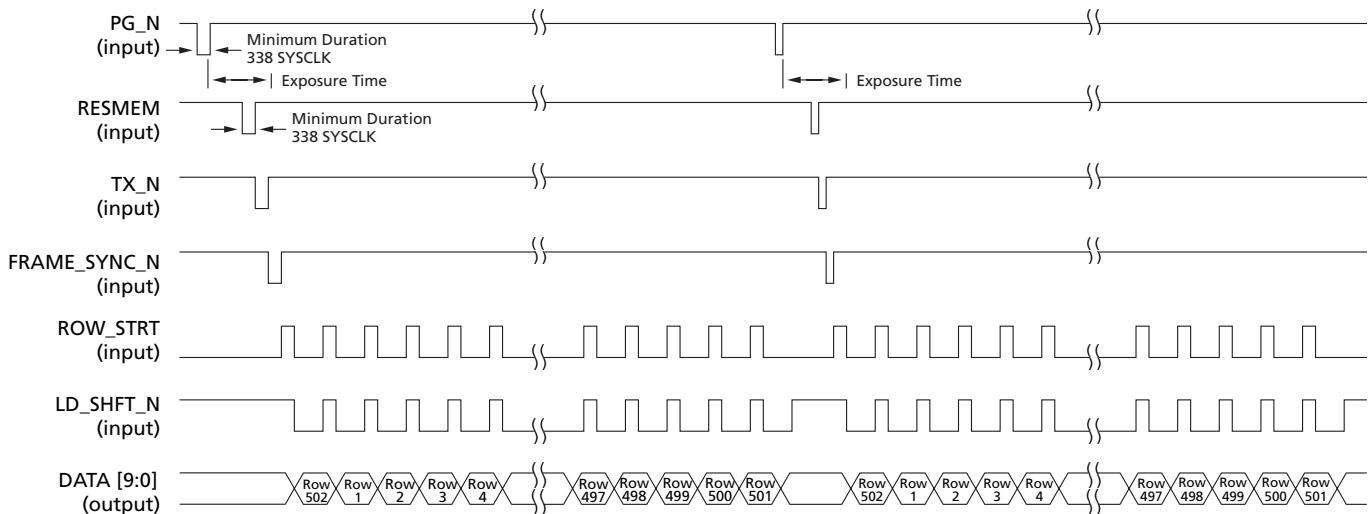 PG_N
(input)
Minimum Duration
338 SYSCLK
Exposure Time
Exposure Time
RESMEM
(input)
Minimum Duration
338 SYSCLK
TX_N
(input)
FRAME_SYNC_N
(input)
ROW_STRT
(input)
LD_SHFT_N
(input)
DATA [9:0]
(output)
Row 502
Row 1
Row 2
Row 3
Row 4
Row 497
Row 498
Row 499
Row 500
Row 501
Row 502
Row 1
Row 2
Row 3
Row 4
Row 497
Row 498
Row 499
Row 500
Row 501